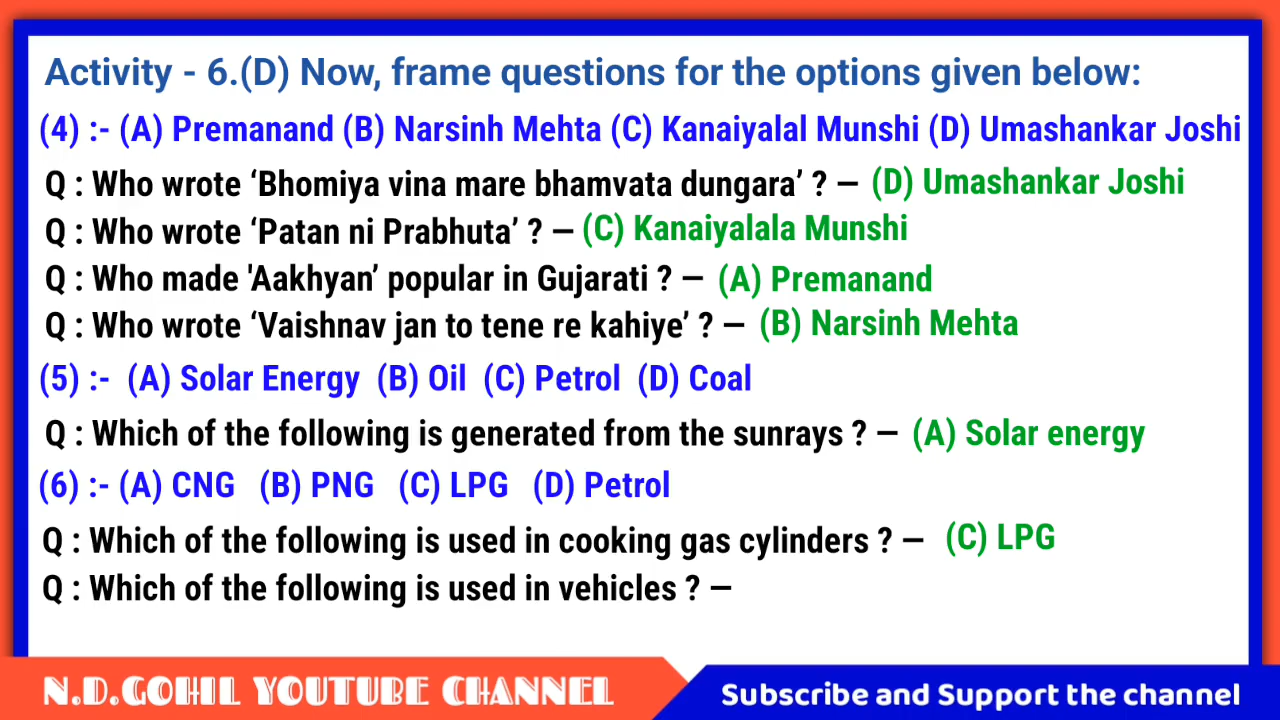 Activity - 6.(D) Now, frame questions for the options given below:
(4) :- (A) Premanand (B) Narsinh Mehta (C) Kanaiyalal Munshi (D) Umashankar Joshi
Q : Who wrote ‘Bhomiya vina mare bhamvata dungara’ ? – (D) Umashankar Joshi
Q : Who wrote ‘Patan ni Prabhuta’ ? – (C) Kanaiyalala Munshi
Q : Who made 'Aakhyan’ popular in Gujarati ? – (A) Premanand
Q : Who wrote ‘Vaishnav jan to tene re kahiye’ ? – (B) Narsinh Mehta
(5) :- (A) Solar Energy (B) Oil (C) Petrol (D) Coal
Q : Which of the following is generated from the sunrays ? – (A) Solar energy
(6) :- (A) CNG (B) PNG (C) LPG (D) Petrol
Q : Which of the following is used in cooking gas cylinders ? – (C) LPG
Q : Which of the following is used in vehicles ? –
N.D.GOHIL YOUTUBE CHANNEL
Subscribe and Support the channel